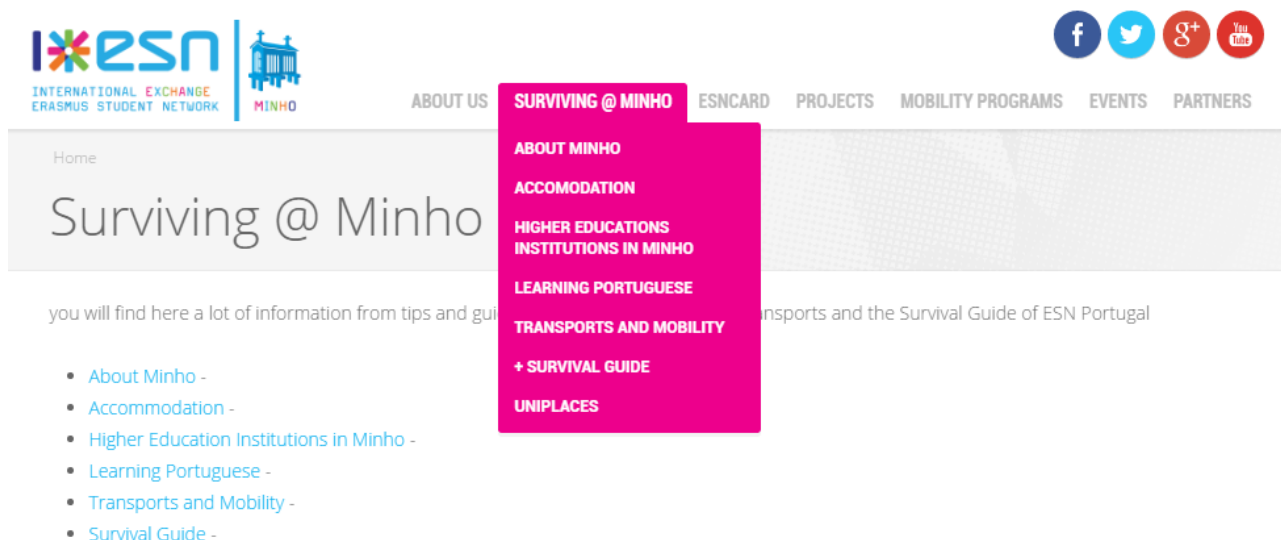 esn
INTERNATIONAL EXCHANGE
ERASMUS STUDENT NETWORK
MINHO
f
g+
You
Tube
ABOUT US SURVIVING @ MINHO ESNCARD PROJECTS MOBILITY PROGRAMS EVENTS PARTNERS
ABOUT MINHO
ACCOMODATION
HIGHER EDUCATIONS
INSTITUTIONS IN MINHO
LEARNING PORTUGUESE
TRANSPORTS AND MOBILITY
+ SURVIVAL GUIDE
UNIPLACES
Home
Surviving @ Minho
you will find here a lot of information from tips and and the Survival Guide of ESN Portugal
About Minho -
Accommodation -
Higher Education Institutions in Minho -
Learning Portuguese -
Transports and Mobility -
Survival Guide -